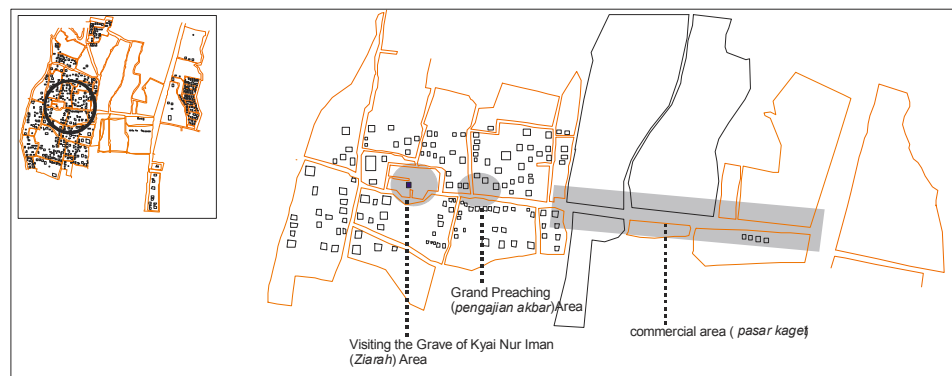 Grand Preaching
(pengajian akbar) Area
Visiting the Grave of Kyai Nur Iman
(Ziarah) Area
commercial area ( pasar kaget)